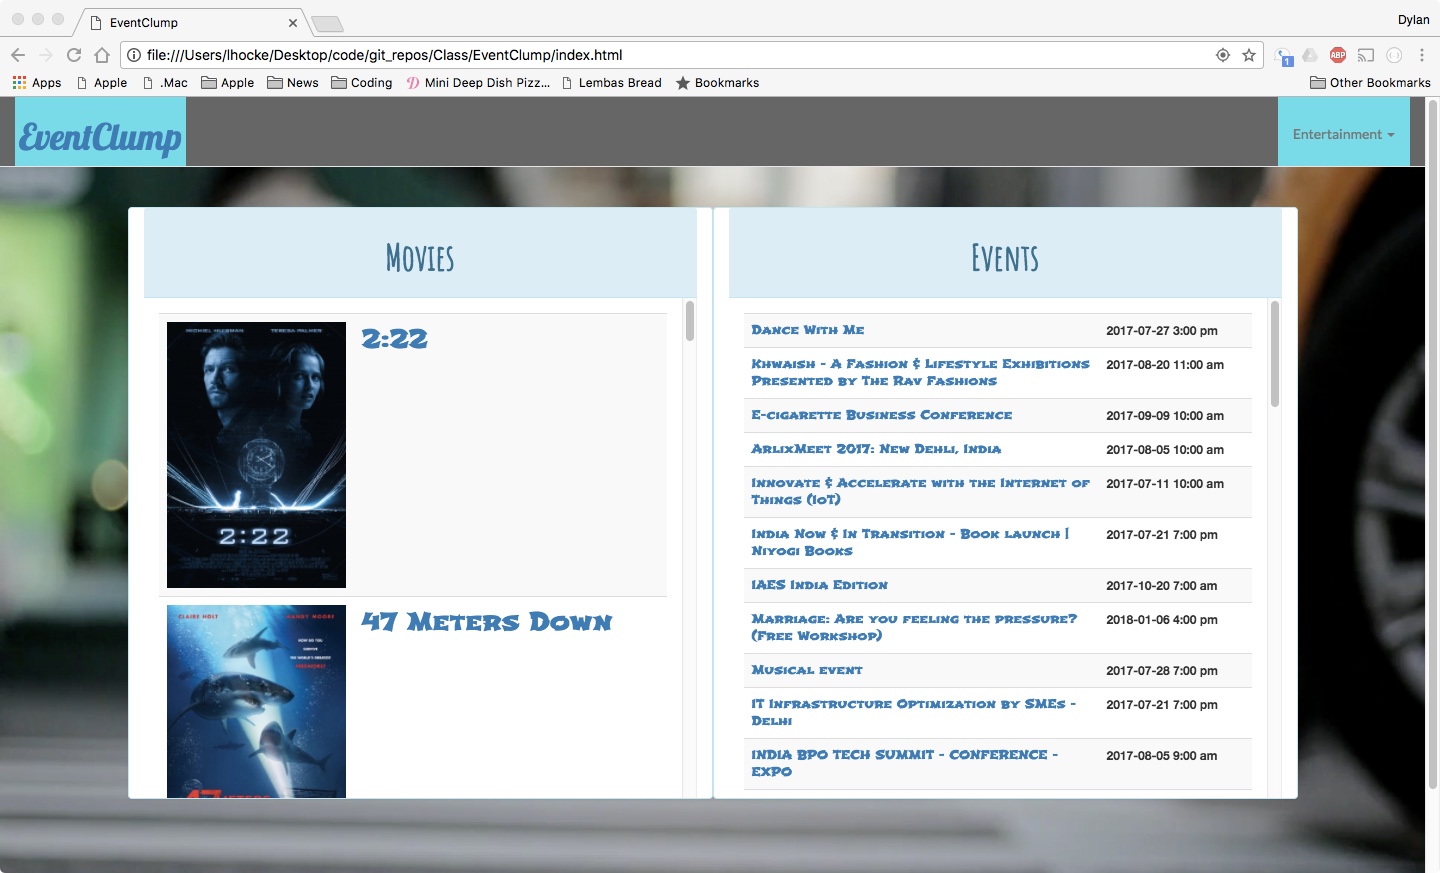 EventClump
Dylan
file:///Users/lhocke/Desktop/code/git_repos/Class/EventClump/index.html
ABP
1
Apps
Apple
.Mac
Apple
News
Coding
Mini Deep Dish Pizz...
Lembas Bread
Bookmarks
Other Bookmarks
EventClump
Entertainment
Movies
TERESA PALMER
2:22
2:22
CLAIRE HOLT
MANDY MOORE
47 Meters Down
Events
Dance With Me 2017-07-27 3:00 pm
Khwaish - A Fashion & Lifestyle Exhibitions 2017-08-20 11:00 am
Presented by The Rav Fashions
E-cigarette Business Conference 2017-09-09 10:00 am
ArlixMeet 2017: New Dehli, India 2017-08-05 10:00 am
Innovate & Accelerate with the Internet of 2017-07-11 10:00 am
Things (IoT)
India Now & In Transition - Book launch | 2017-07-21 7:00 pm
Niyogi Books
IAES India Edition 2017-10-20 7:00 am
Marriage: Are you feeling the pressure? 2018-01-06 4:00 pm
(Free Workshop)
Musical event 2017-07-28 7:00 pm
IT Infrastructure Optimization by SMEs - 2017-07-21 7:00 pm
Delhi
INDIA BPO TECH SUMMIT - CONFERENCE - 2017-08-05 9:00 am
EXPO